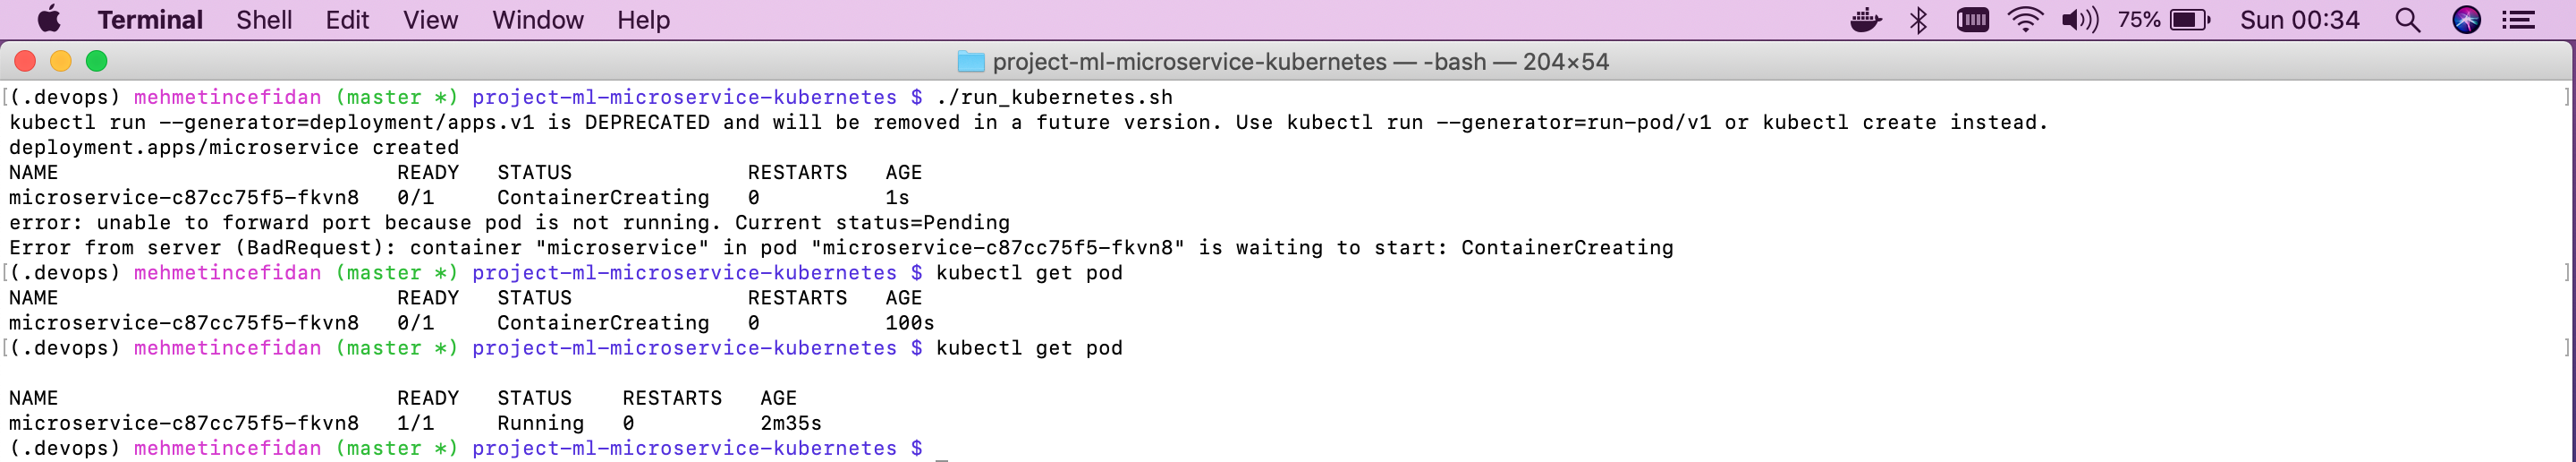 Terminal Shell Edit View Window Help 75% Sun 00:34
project-ml-microservice-kubernetes — -bash — 204×54
[(.devops) mehmetincefidan (master *) project-ml-microservice-kubernetes $ ./run_kubernetes.sh ]
kubectl run --generator=deployment/apps.v1 is DEPRECATED and will be removed in a future version. Use kubectl run --generator=run-pod/v1 or kubectl create instead.
deployment.apps/microservice created
NAME READY STATUS RESTARTS AGE
microservice-c87cc75f5-fkvn8 0/1 ContainerCreating 0 1s
error: unable to forward port because pod is not running. Current status=Pending
Error from server (BadRequest): container "microservice" in pod "microservice-c87cc75f5-fkvn8" is waiting to start: ContainerCreating
[(.devops) mehmetincefidan (master *) project-ml-microservice-kubernetes $ kubectl get pod ]
NAME READY STATUS RESTARTS AGE
microservice-c87cc75f5-fkvn8 0/1 ContainerCreating 0 100s
[(.devops) mehmetincefidan (master *) project-ml-microservice-kubernetes $ kubectl get pod ]
NAME READY STATUS RESTARTS AGE
microservice-c87cc75f5-fkvn8 1/1 Running 0 2m35s
(.devops) mehmetincefidan (master *) project-ml-microservice-kubernetes $ _